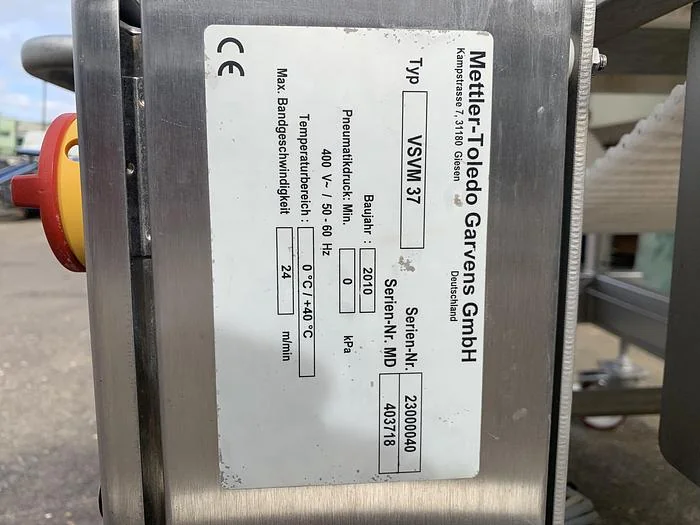 Mettler-Toledo Garvens GmbH
Kampstrasse 7, 31180 Giesen Deutschland
Typ VSVM 37 Serien-Nr. 23000040
Serien-Nr. MD 403718
Baujahr : 2010
Pneumatikdruck: Min. 0 kPa
400 V~ / 50 - 60 Hz
Temperaturbereich : 0 °C / +40 °C
Max. Bandgeschwindigkeit 24 m/min
CE